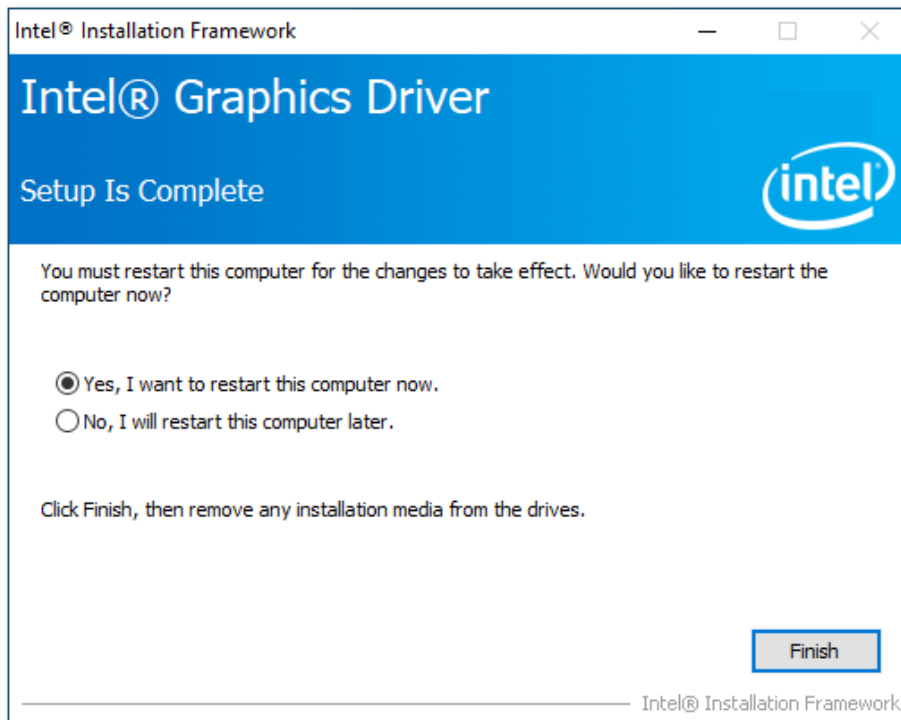 Intel® Installation Framework
Intel® Graphics Driver
Setup Is Complete
intel
You must restart this computer for the changes to take effect. Would you like to restart the
computer now?
Yes, I want to restart this computer now.
No, I will restart this computer later.
Click Finish, then remove any installation media from the drives.
Finish
Intel® Installation Framework